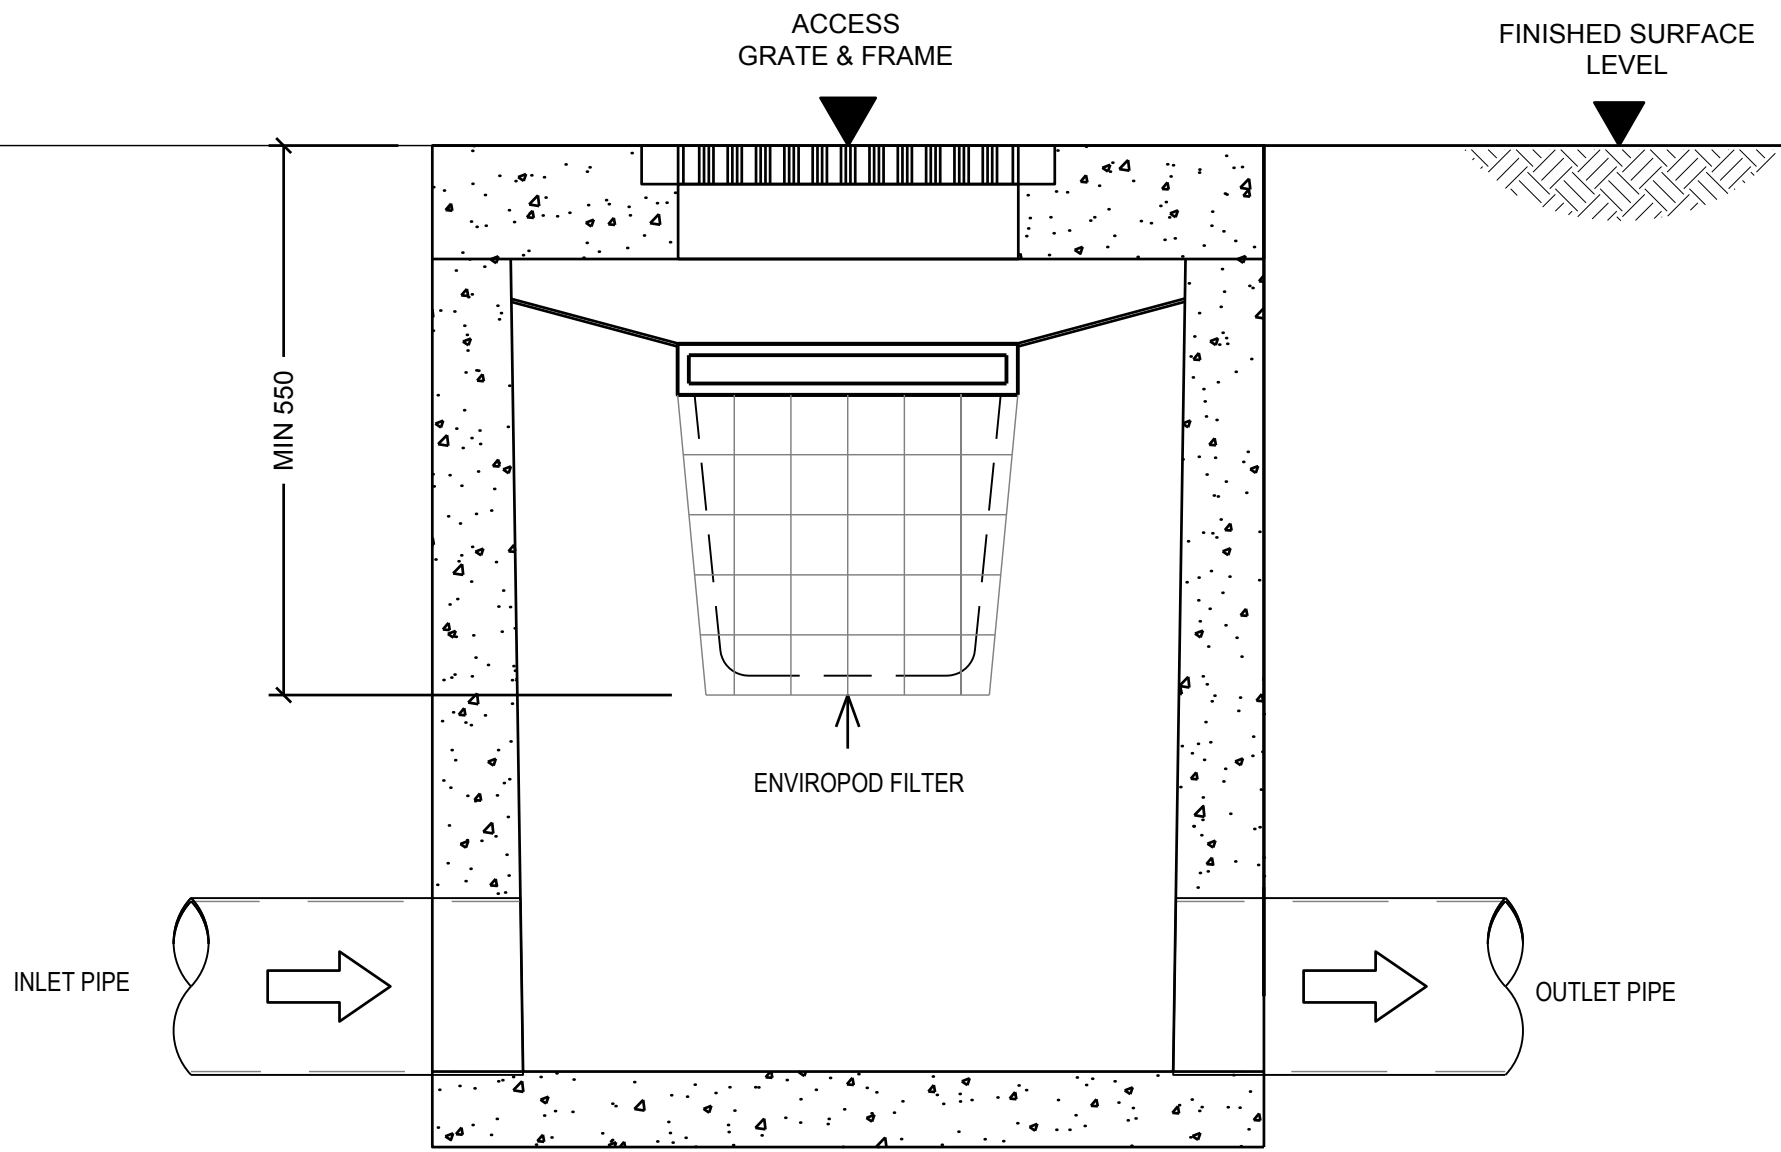 ACCESS
GRATE & FRAME
FINISHED SURFACE
LEVEL
MIN 550
ENVIROPOD FILTER
INLET PIPE
OUTLET PIPE